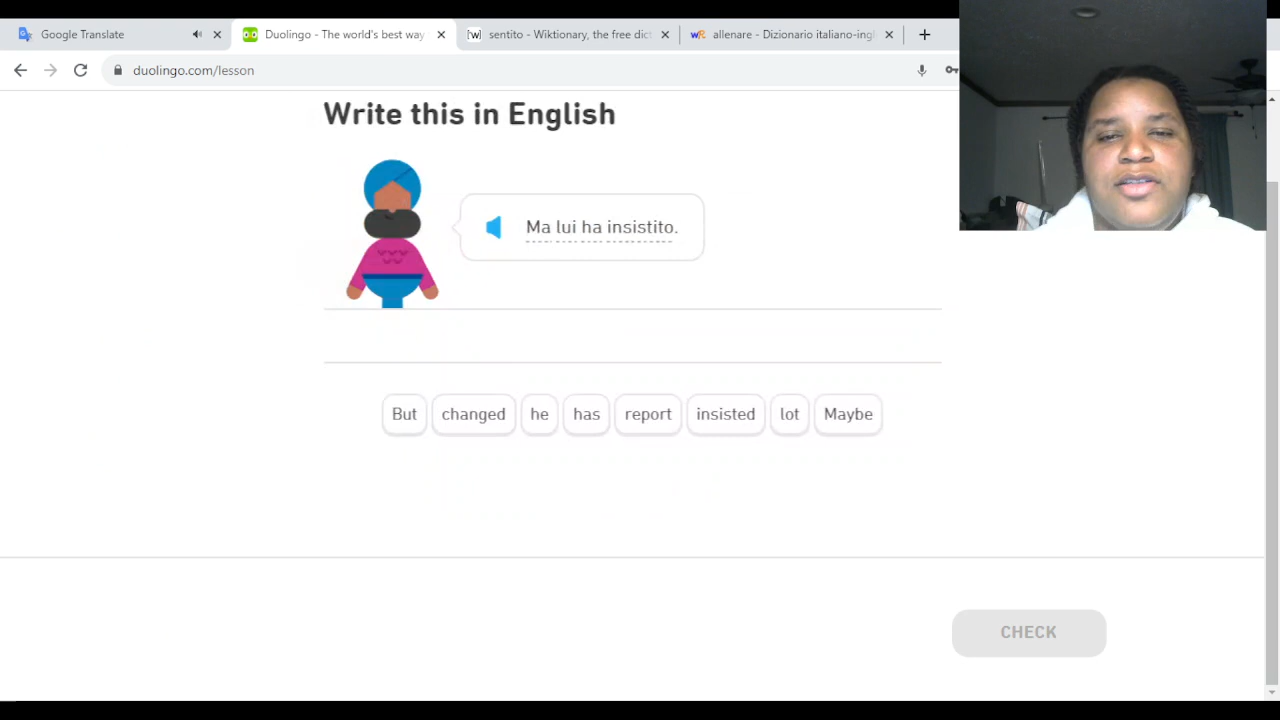 Google Translate
Duolingo - The world's best way
sentito - Wiktionary, the free dict
allenare - Dizionario italiano-ingl
duolingo.com/lesson
Write this in English
Ma lui ha insistito.
But changed he has report insisted lot Maybe
CHECK